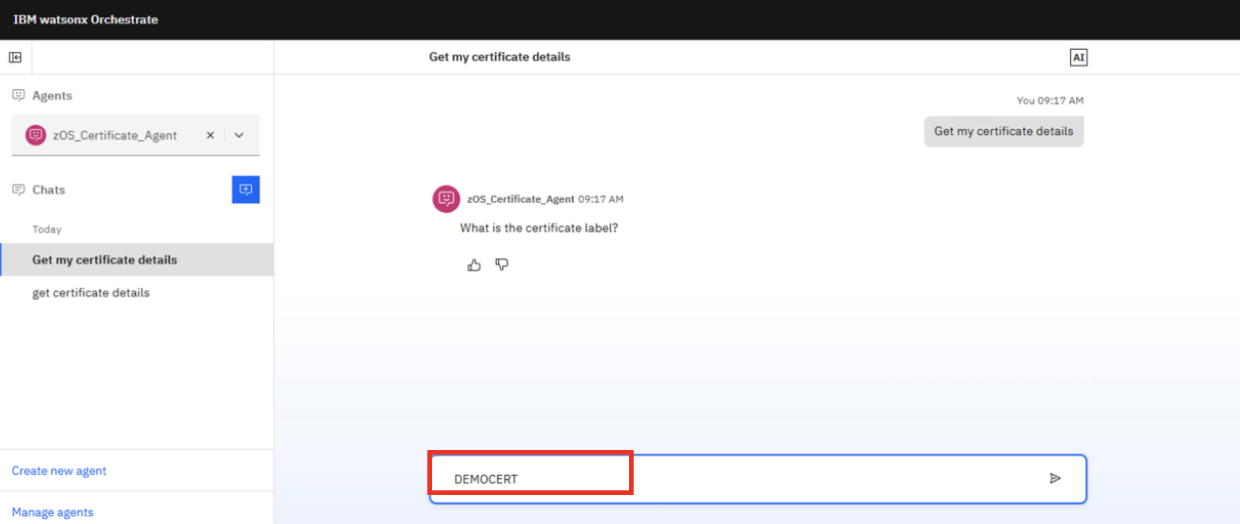 IBM watsonx Orchestrate
Get my certificate details
AI
Agents
zOS_Certificate_Agent
Chats
Today
Get my certificate details
get certificate details
Create new agent
Manage agents
You 09:17 AM
Get my certificate details
zOS_Certificate_Agent 09:17 AM
What is the certificate label?
DEMOCERT